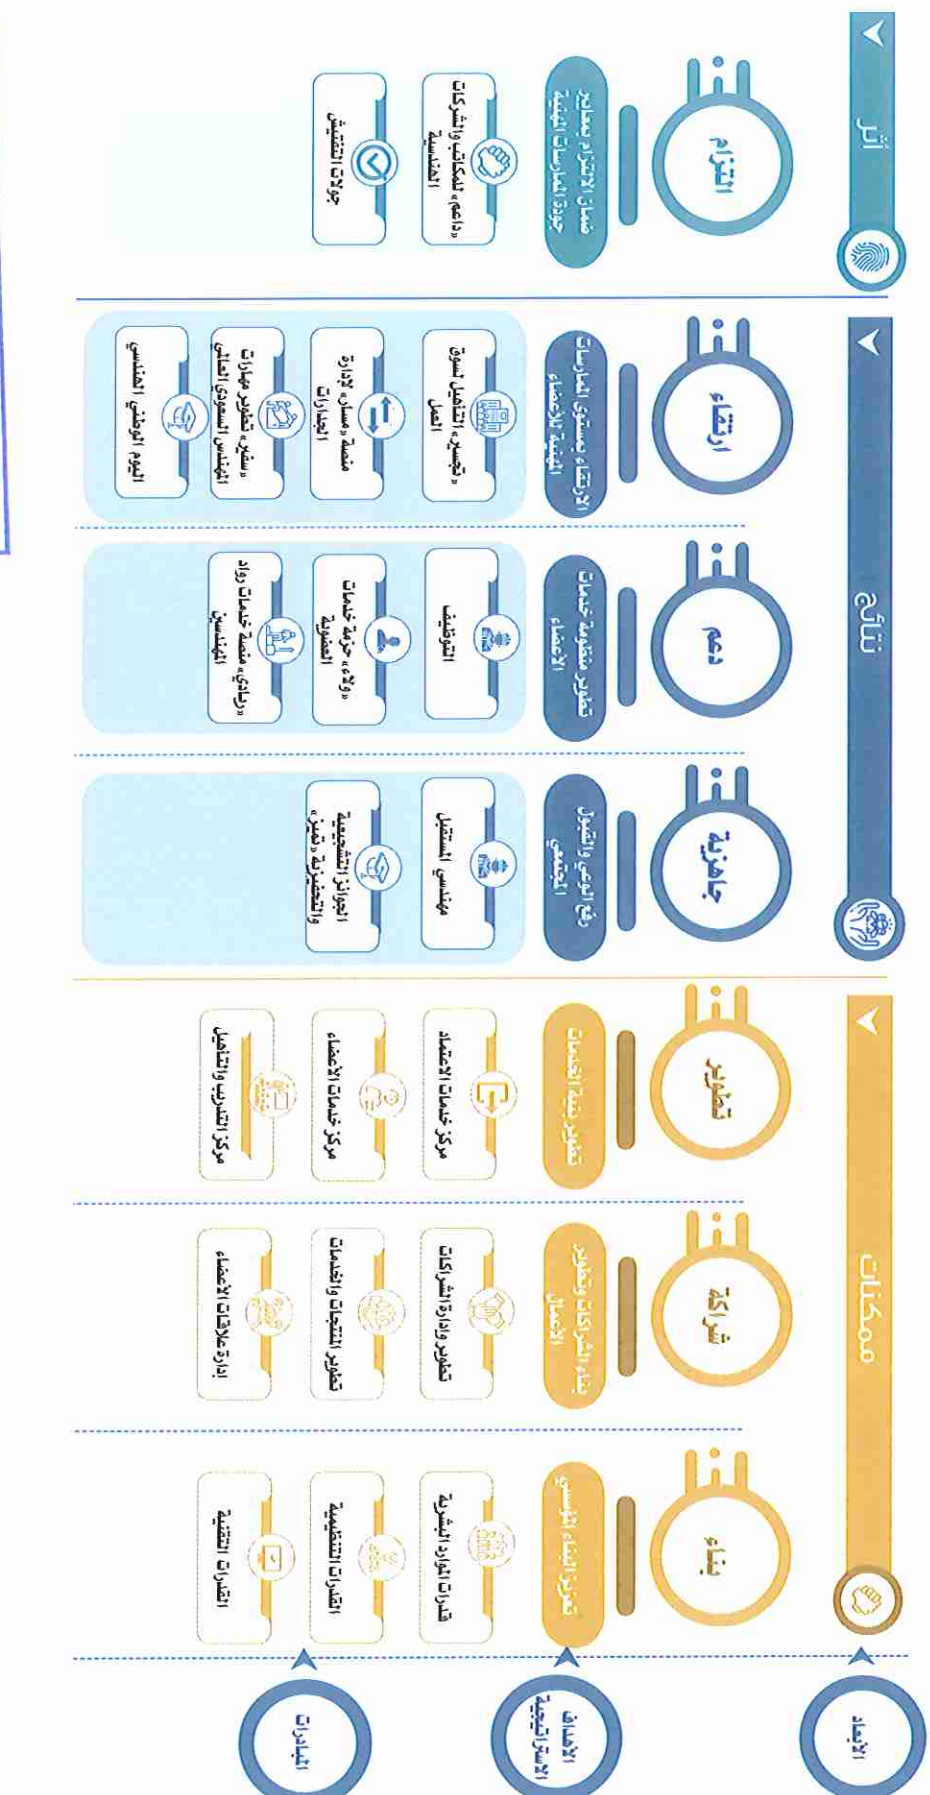 الأبعاد
ممكنات
نتائج
أثر
بناء
شراكة
تطوير
جاهزية
دعم
ارتقاء
التزام
الأهداف
الاستراتيجية
تعزيز البناء المؤسسي
بناء الشراكات وتطوير
الأعمال
تطوير بنية الخدمات
رفع الوعي والقبول
المجتمعي
تطوير منظومة خدمات
الأعضاء
الارتقاء بمستوى الممارسات
المهنية للأعضاء
ضمان الالتزام بمعايير
جودة الممارسات المهنية
المبادرات
قدرات الموارد البشرية
القدرات التنظيمية
القدرات التقنية
تطوير وإدارة الشراكات
تطوير المنتجات والخدمات
إدارة علاقات الأعضاء
مركز خدمات الاعتماد
مركز خدمات الأعضاء
مركز التدريب والتأهيل
مهندسي المستقبل
الجوائز التشجيعية
والتحفيزية «تميز»
التوظيف
«ولاء» حزمة خدمات
العضوية
«ريادي» منصة خدمات رواد
المهندسين
«تجسير» التأهيل لسوق
العمل
منصة «مسار» لإدارة
الجدارات
«سفير» تطوير مهارات
المهندس السعودي العالمي
اليوم الوطني الهندسي
«داعم» للمكاتب والشركات
الهندسية
جولات التفتيش